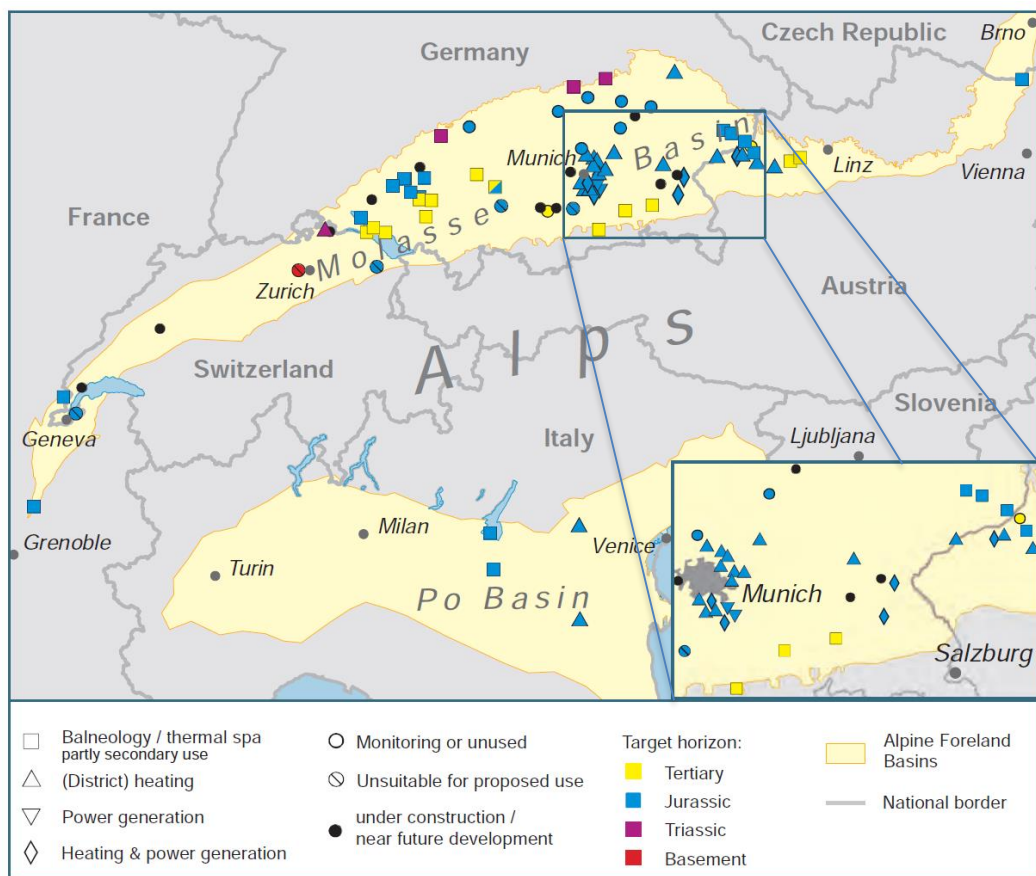 Czech Republic
Brno
Germany
Munich
Basin
Linz
Vienna
France
Molasse
Zurich
Austria
Alps
Switzerland
Slovenia
Geneva
Italy
Ljubljana
Grenoble
Milan
Venice
Turin
Po Basin
Munich
Salzburg
Balneology / thermal spa
partly secondary use
(District) heating
Power generation
Heating & power generation
Monitoring or unused
Unsuitable for proposed use
under construction /
near future development
Target horizon:
Tertiary
Jurassic
Triassic
Basement
Alpine Foreland
Basins
National border